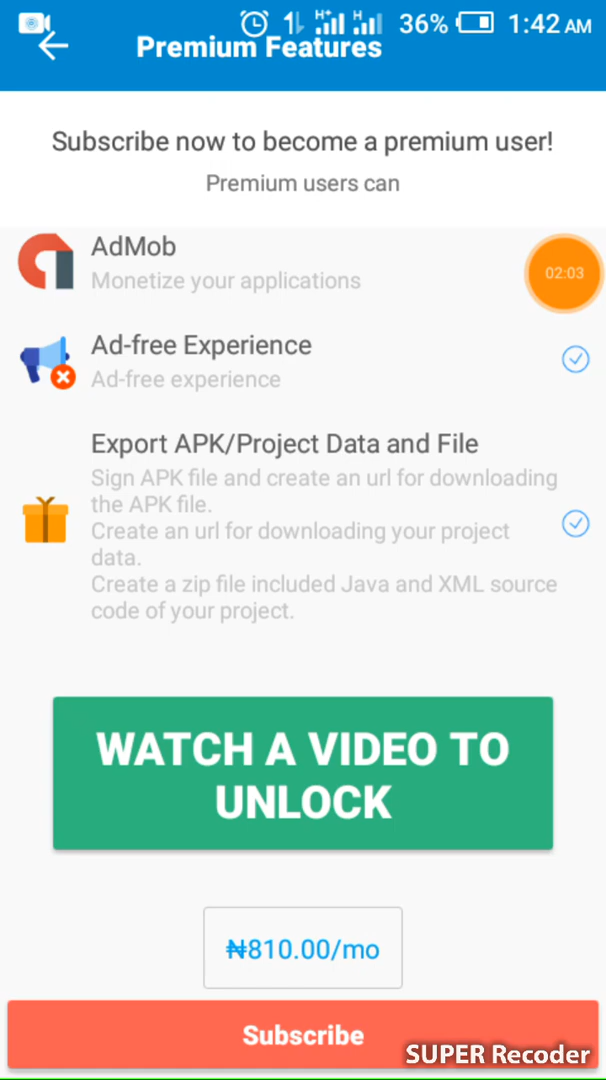 H+ H 36% 1:42 AM
Premium Features
Subscribe now to become a premium user!
Premium users can
AdMob
Monetize your applications
02:03
Ad-free Experience
Ad-free experience
Export APK/Project Data and File
Sign APK file and create an url for downloading
the APK file.
Create an url for downloading your project
data.
Create a zip file included Java and XML source
code of your project.
WATCH A VIDEO TO
UNLOCK
₦810.00/mo
Subscribe
SUPER Recoder